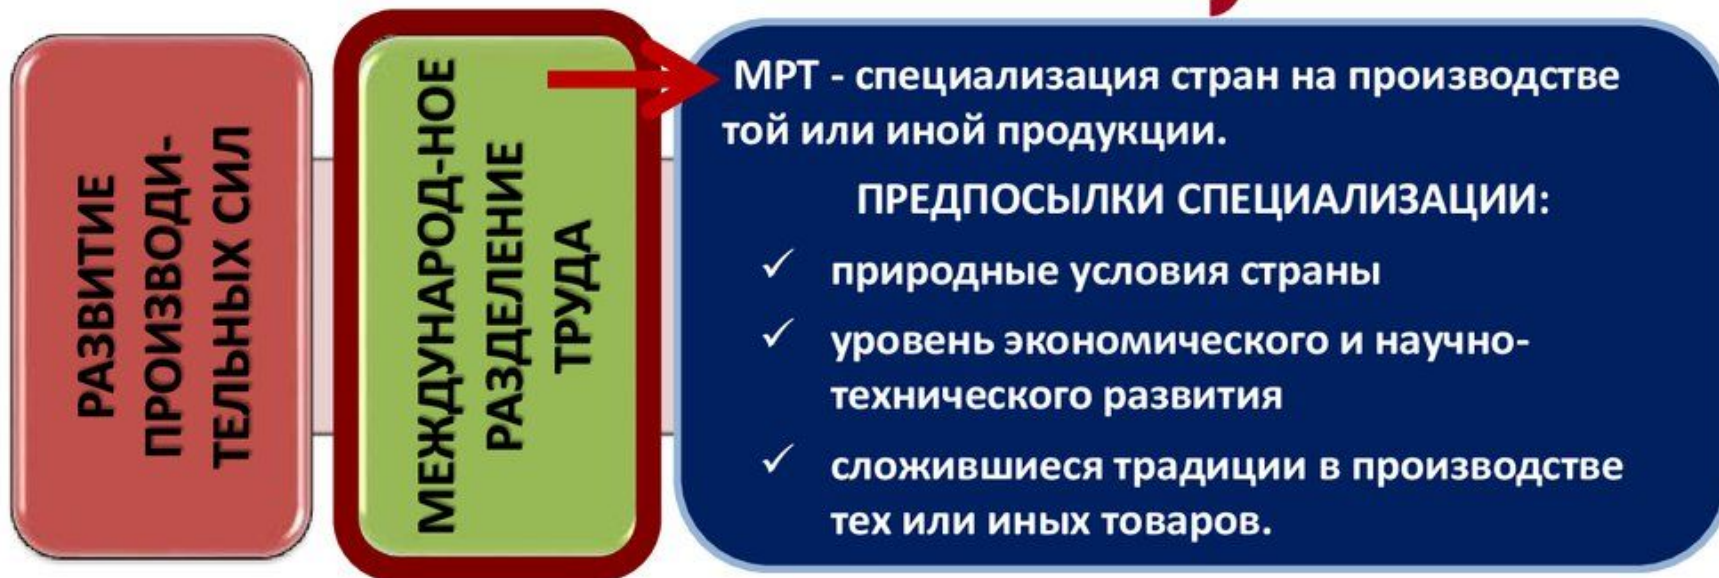 РАЗВИТИЕ
ПРОИЗВОДИ-
ТЕЛЬНЫХ СИЛ
МЕЖДУНАРОД-НОЕ
РАЗДЕЛЕНИЕ
ТРУДА
МРТ - специализация стран на производстве
той или иной продукции.
ПРЕДПОСЫЛКИ СПЕЦИАЛИЗАЦИИ:
✓ природные условия страны
✓ уровень экономического и научно-
технического развития
✓ сложившиеся традиции в производстве
тех или иных товаров.